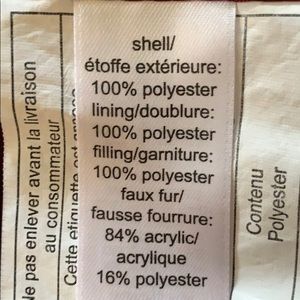 shell/
étoffe extérieure:
100% polyester
lining/doublure:
100% polyester
filling/garniture:
100% polyester
faux fur/
fausse fourrure:
84% acrylic/
acrylique
16% polyester
Ne pas enlever avant la livraison
au consommateur
Cette étiquette est
Contenu
Polyester